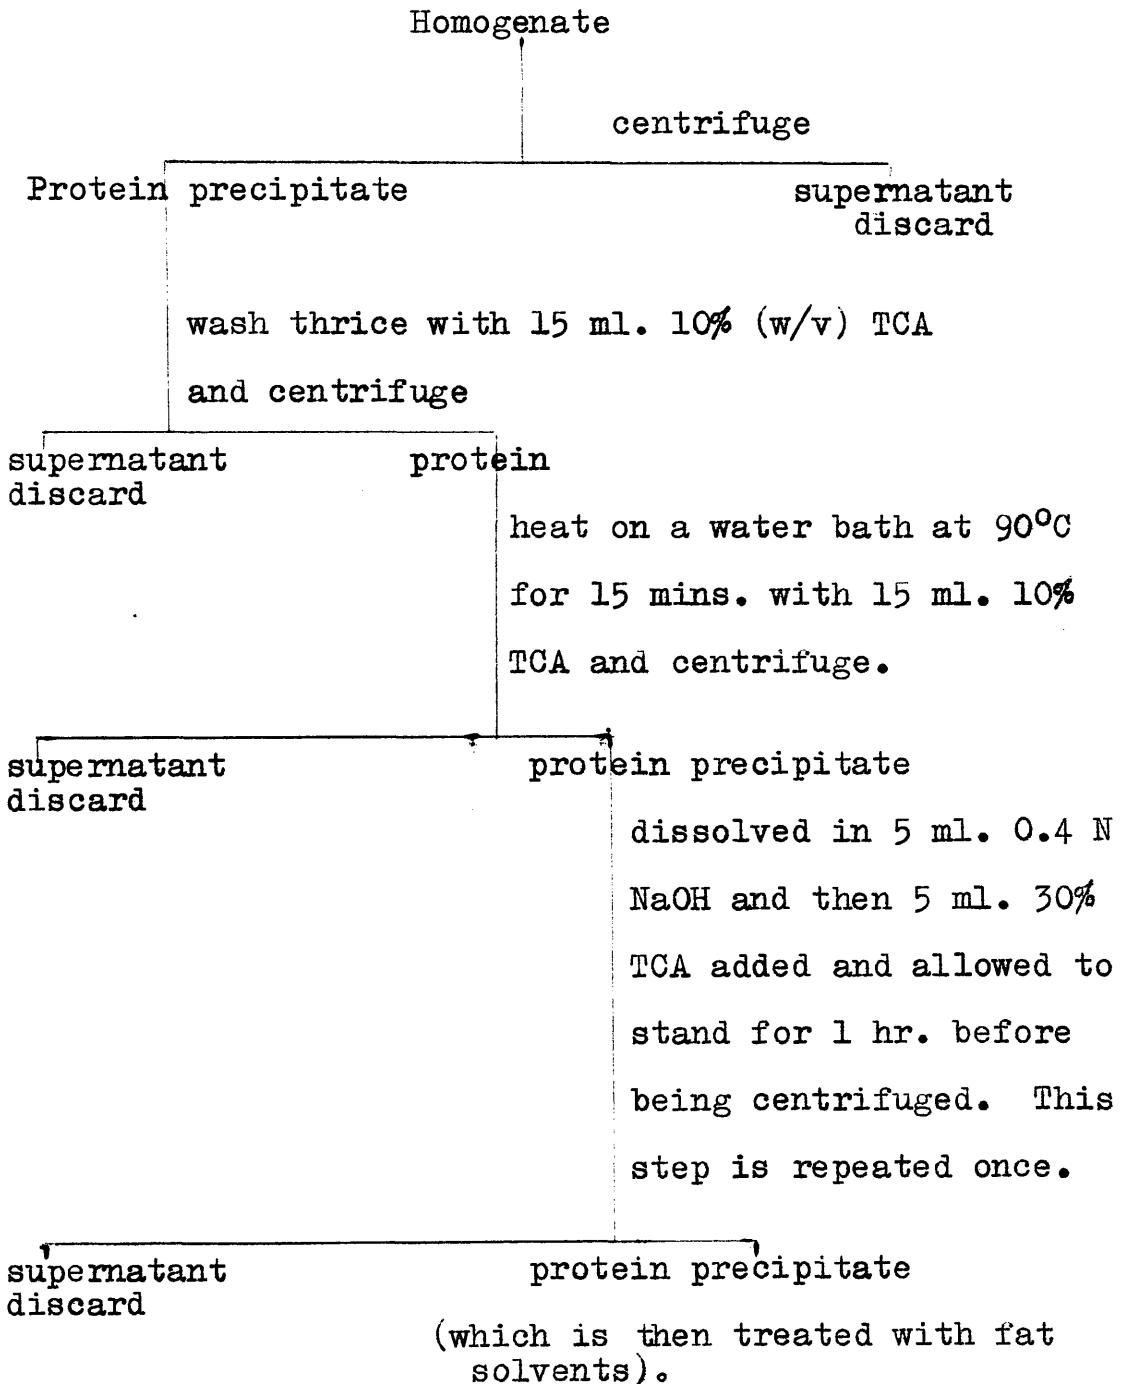 Homogenate
centrifuge
Protein precipitate
supernatant
discard
wash thrice with 15 ml. 10% (w/v) TCA
and centrifuge
supernatant
discard
protein
heat on a water bath at 90°C
for 15 mins. with 15 ml. 10%
TCA and centrifuge.
supernatant
discard
protein precipitate
dissolved in 5 ml. 0.4 N
NaOH and then 5 ml. 30%
TCA added and allowed to
stand for 1 hr. before
being centrifuged. This
step is repeated once.
supernatant
discard
protein precipitate
(which is then treated with fat
solvents).